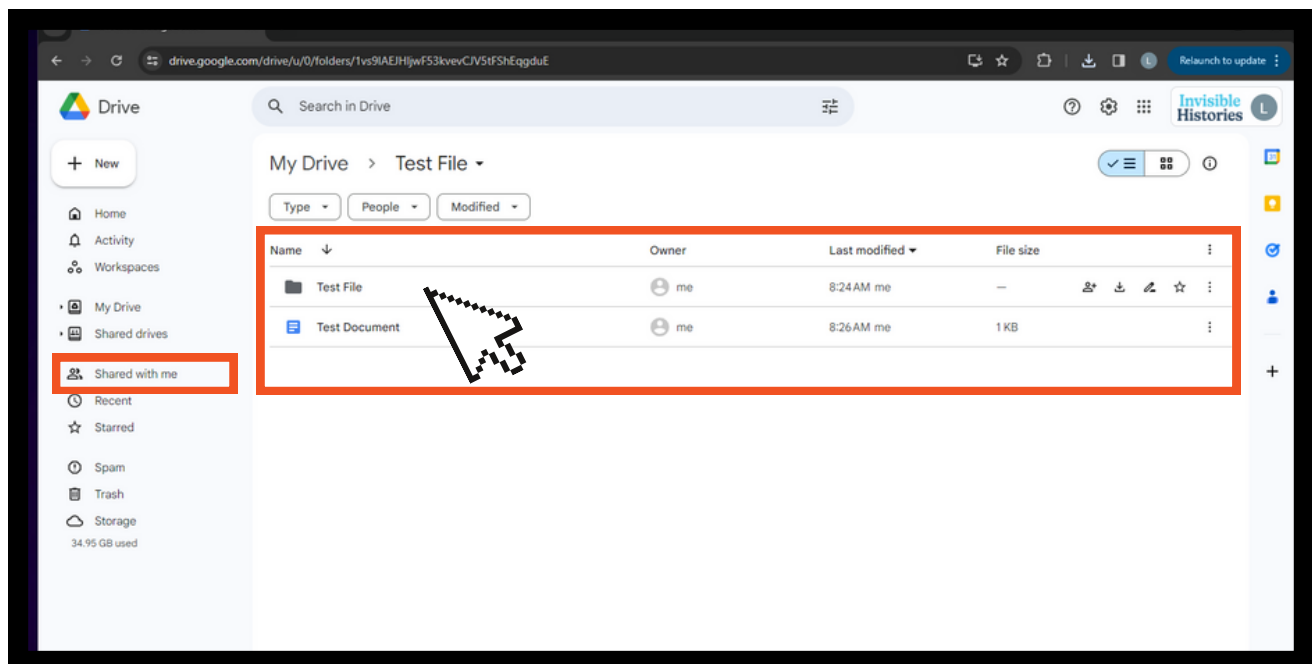 drive.google.com/drive/u/0/folders/1vs9lAEJHljwF53kvevCJV5tFShEqgduE
L
Relaunch to update
Drive
Search in Drive
Invisible
Histories
L
New
My Drive > Test File
Type
People
Modified
Home
Activity
Workspaces
My Drive
Shared drives
Shared with me
Recent
Starred
Spam
Trash
Storage
34.95 GB used
Name Owner Last modified File size
Test File me 8:24 AM me —
Test Document me 8:26 AM me 1 KB
31